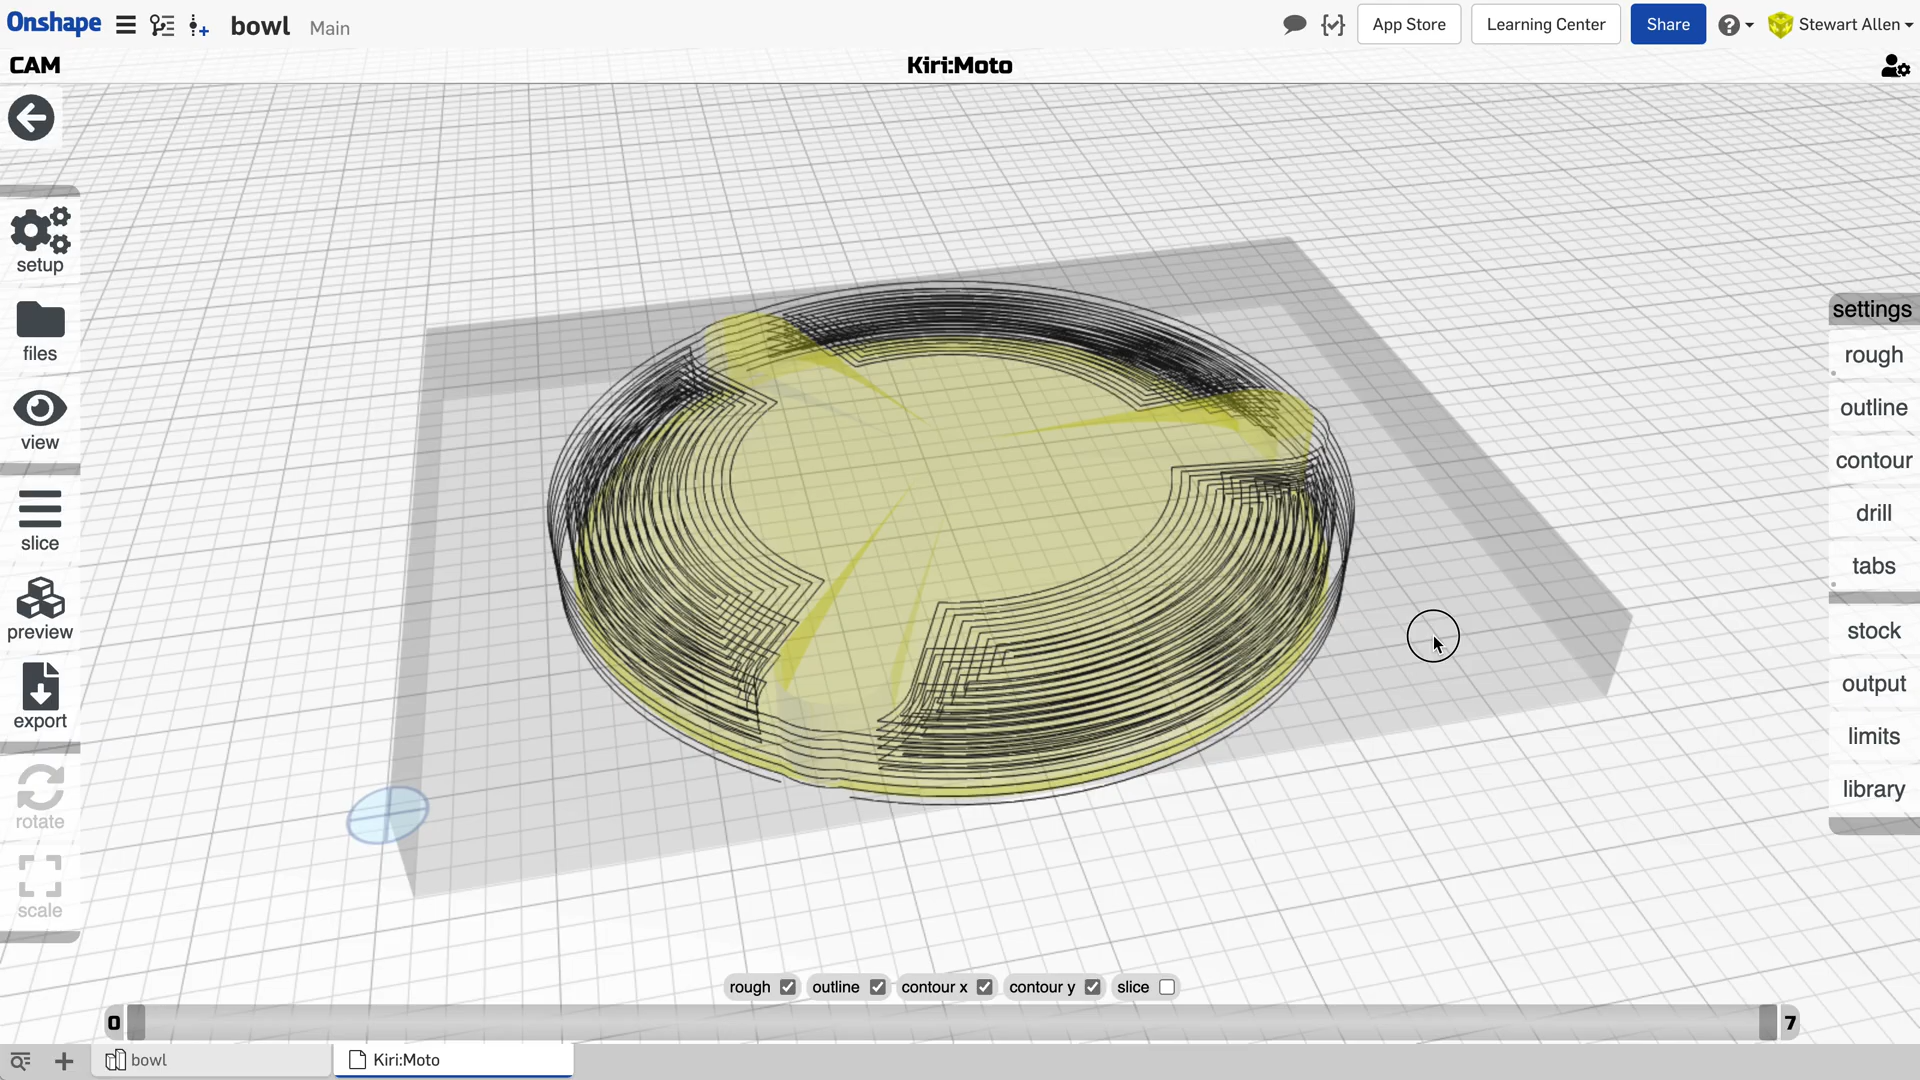 Onshape bowl Main App Store Learning Center Share Stewart Allen
CAM Kiri:Moto
setup
files
view
slice
preview
export
rotate
scale
settings
rough
outline
contour
drill
tabs
stock
output
limits
library
rough outline contour x contour y slice
0 7
bowl Kiri:Moto